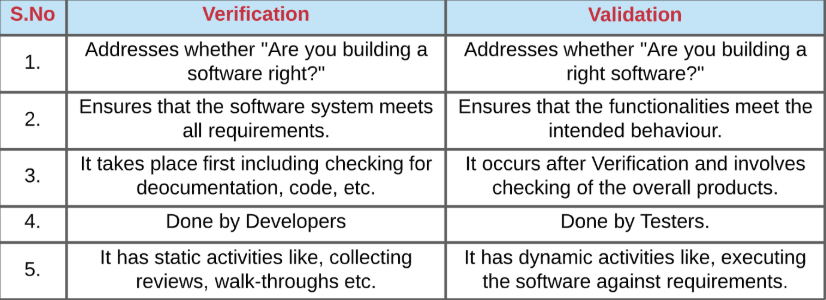 S.No Verification Validation
1. Addresses whether "Are you building a software right?" Addresses whether "Are you building a right software?"
2. Ensures that the software system meets all requirements. Ensures that the functionalities meet the intended behaviour.
3. It takes place first including checking for deocumentation, code, etc. It occurs after Verification and involves checking of the overall products.
4. Done by Developers Done by Testers.
5. It has static activities like, collecting reviews, walk-throughs etc. It has dynamic activities like, executing the software against requirements.